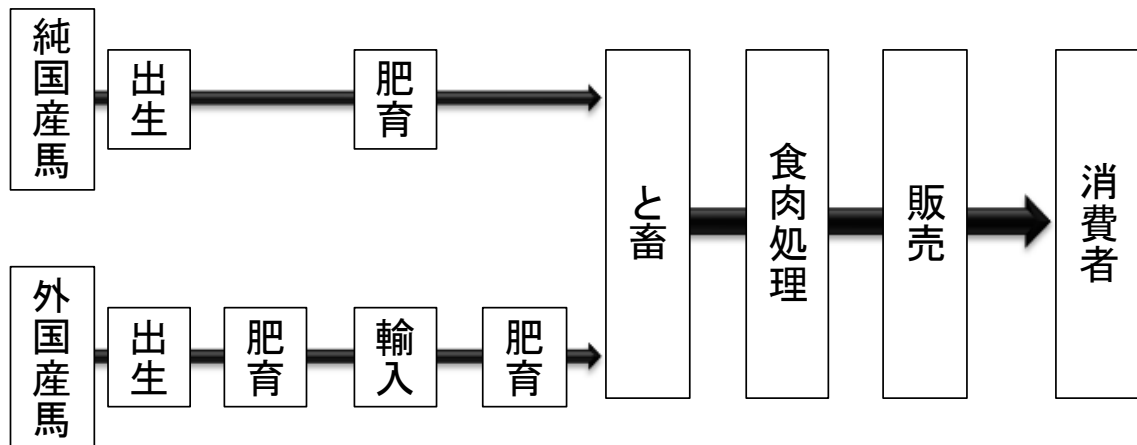 純国産馬
出生
肥育
外国産馬
出生
肥育
輸入
肥育
と畜
食肉処理
販売
消費者